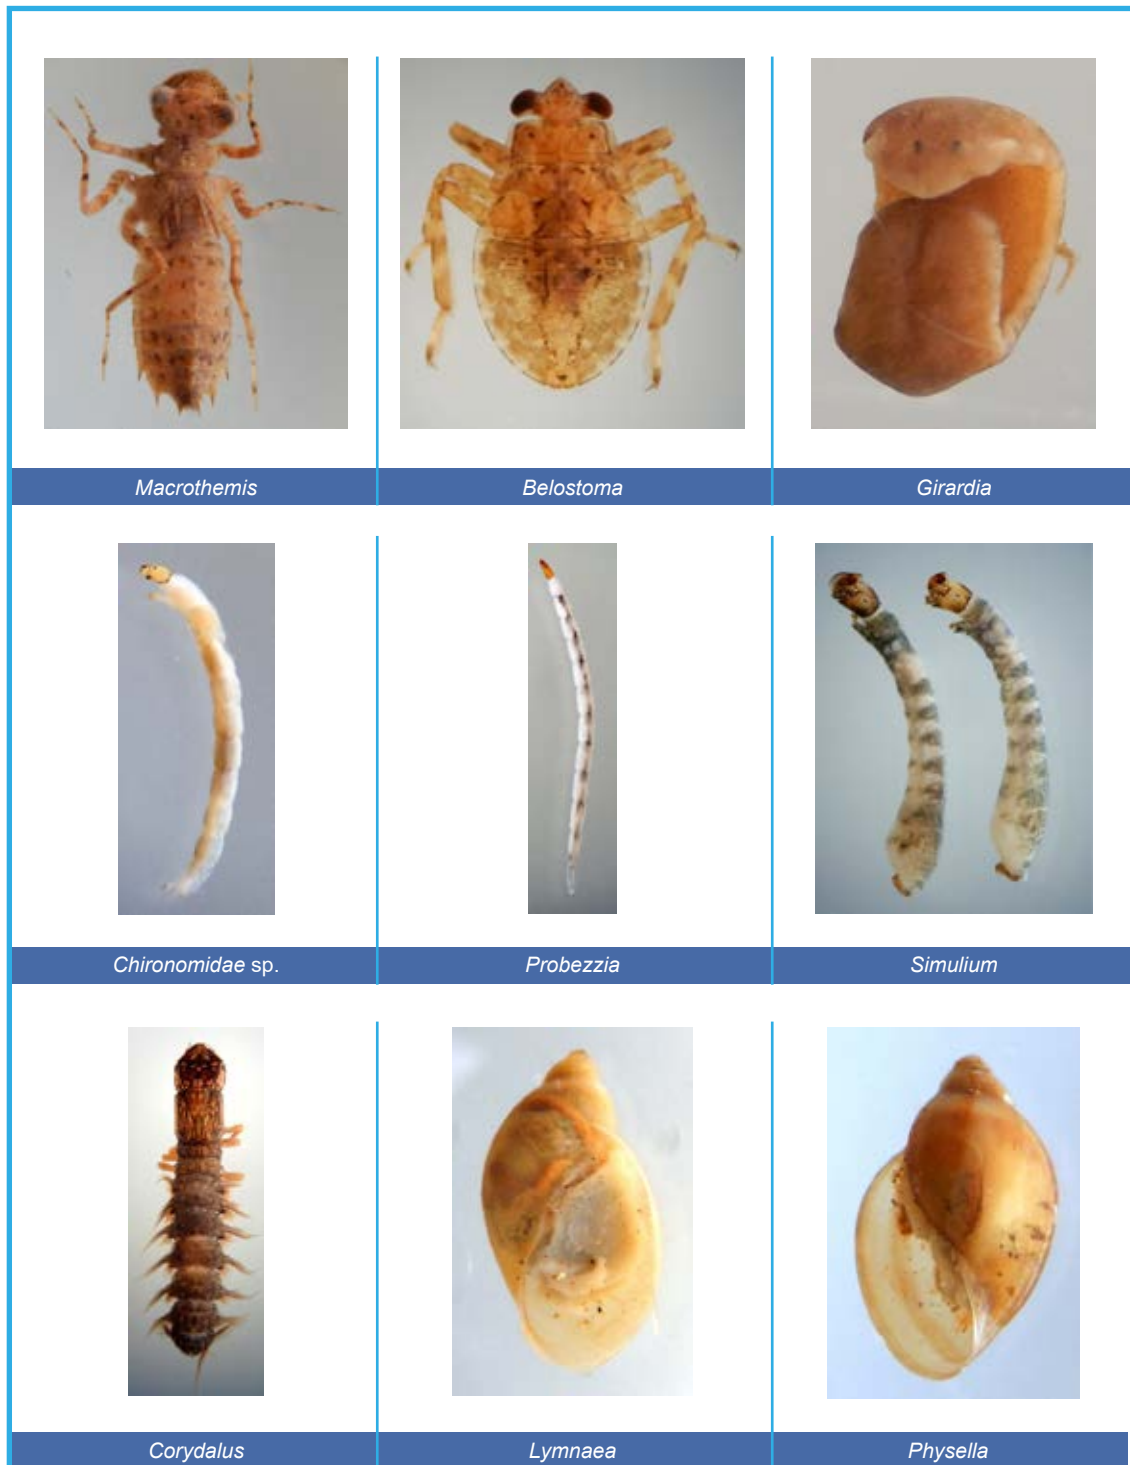 Macrothemis
Belostoma
Girardia
Chironomidae sp.
Probezzia
Simulium
Corydalus
Lymnaea
Physella